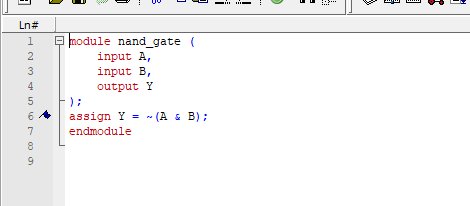 Ln#
1 module nand_gate (
2 input A,
3 input B,
4 output Y
5 );
6 assign Y = ~(A & B);
7 endmodule
8
9